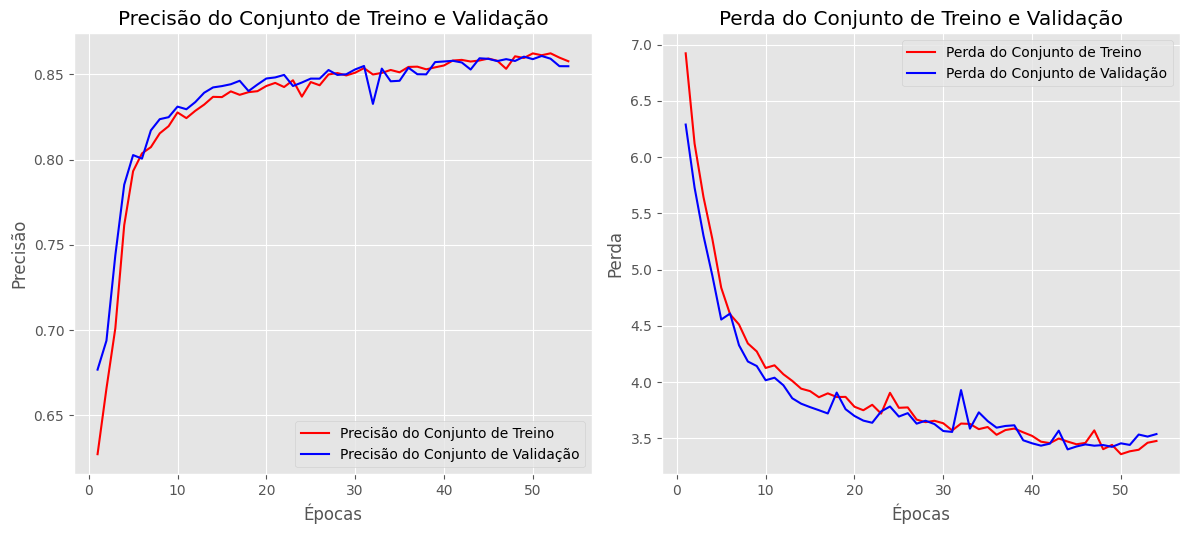 Precisão do Conjunto de Treino e Validação
0.85
0.80
0.75
0.70
0.65
Precisão
Precisão do Conjunto de Treino
Precisão do Conjunto de Validação
0
10
20
30
40
50
Épocas
Perda do Conjunto de Treino e Validação
7.0
6.5
6.0
5.5
5.0
4.5
4.0
3.5
Perda
Perda do Conjunto de Treino
Perda do Conjunto de Validação
0
10
20
30
40
50
Épocas